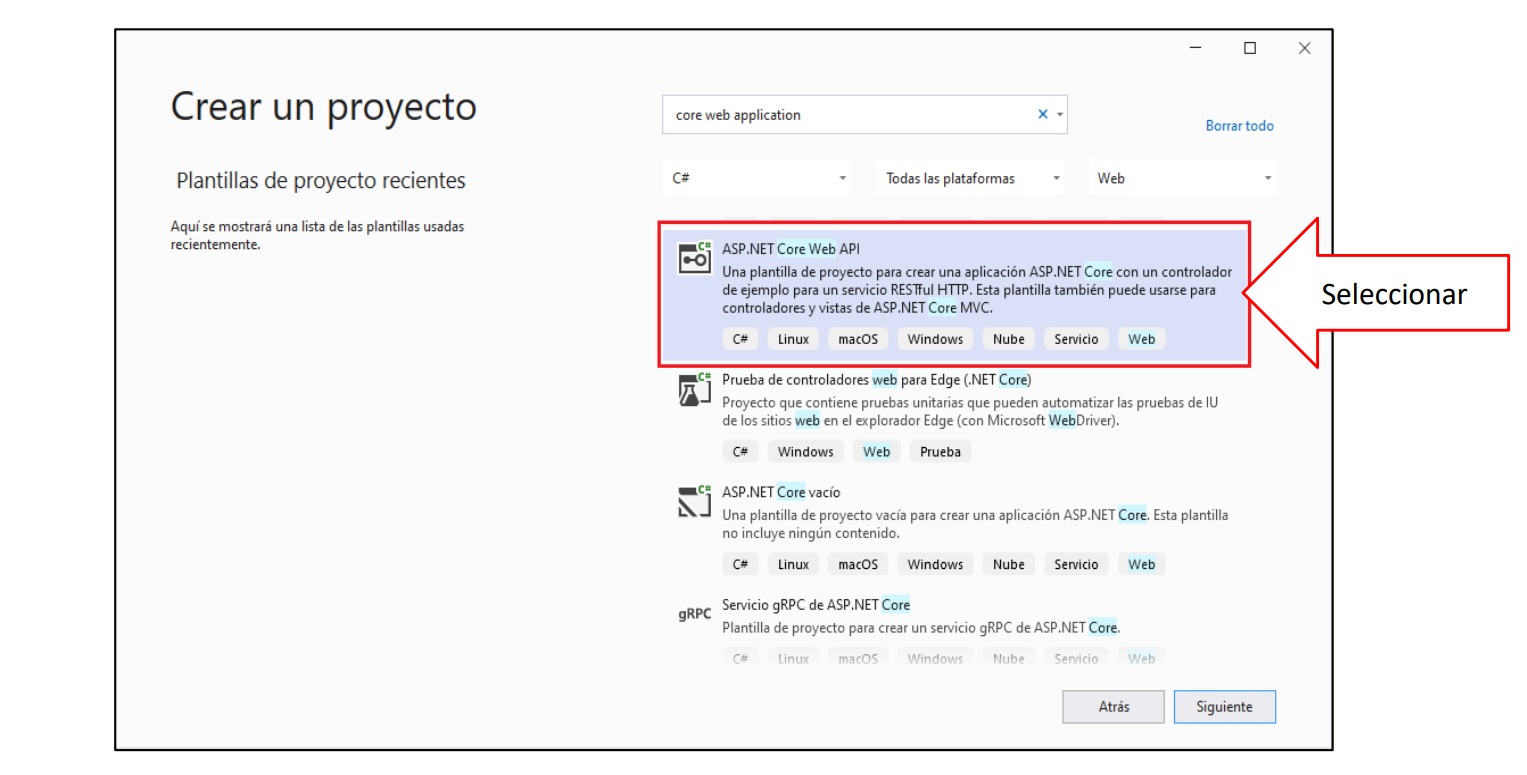 Crear un proyecto
Plantillas de proyecto recientes
Aquí se mostrará una lista de las plantillas usadas
recientemente.
core web application
Borrar todo
C# Todas las plataformas Web
C#
ASP.NET Core Web API
Una plantilla de proyecto para crear una aplicación ASP.NET Core con un controlador
de ejemplo para un servicio RESTful HTTP. Esta plantilla también puede usarse para
controladores y vistas de ASP.NET Core MVC.
C# Linux macOS Windows Nube Servicio Web
Seleccionar
C#
Prueba de controladores web para Edge (.NET Core)
Proyecto que contiene pruebas unitarias que pueden automatizar las pruebas de IU
de los sitios web en el explorador Edge (con Microsoft WebDriver).
C# Windows Web Prueba
C#
ASP.NET Core vacío
Una plantilla de proyecto vacía para crear una aplicación ASP.NET Core. Esta plantilla
no incluye ningún contenido.
C# Linux macOS Windows Nube Servicio Web
gRPC
Servicio gRPC de ASP.NET Core
Plantilla de proyecto para crear un servicio gRPC de ASP.NET Core.
C# Linux macOS Windows Nube Servicio Web
Atrás Siguiente